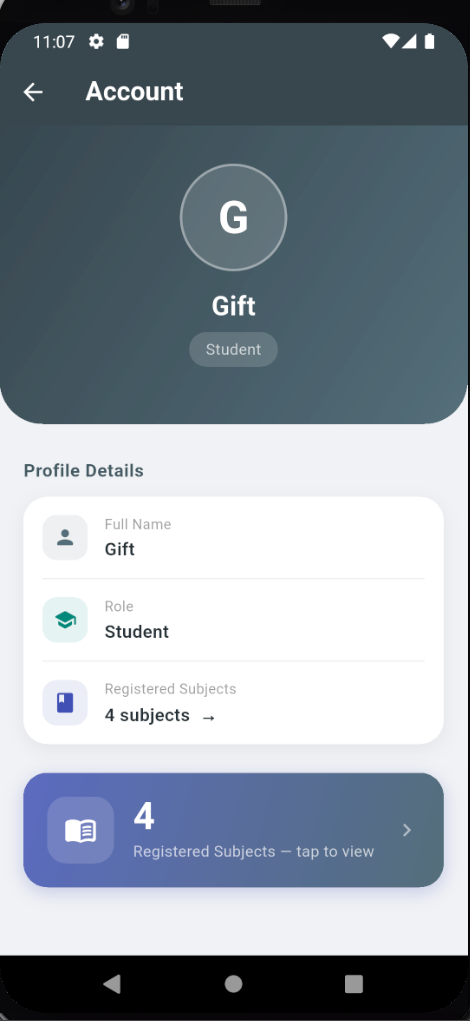 11:07
Account
G
Gift
Student
Profile Details
Full Name
Gift
Role
Student
Registered Subjects
4 subjects →
4
Registered Subjects — tap to view